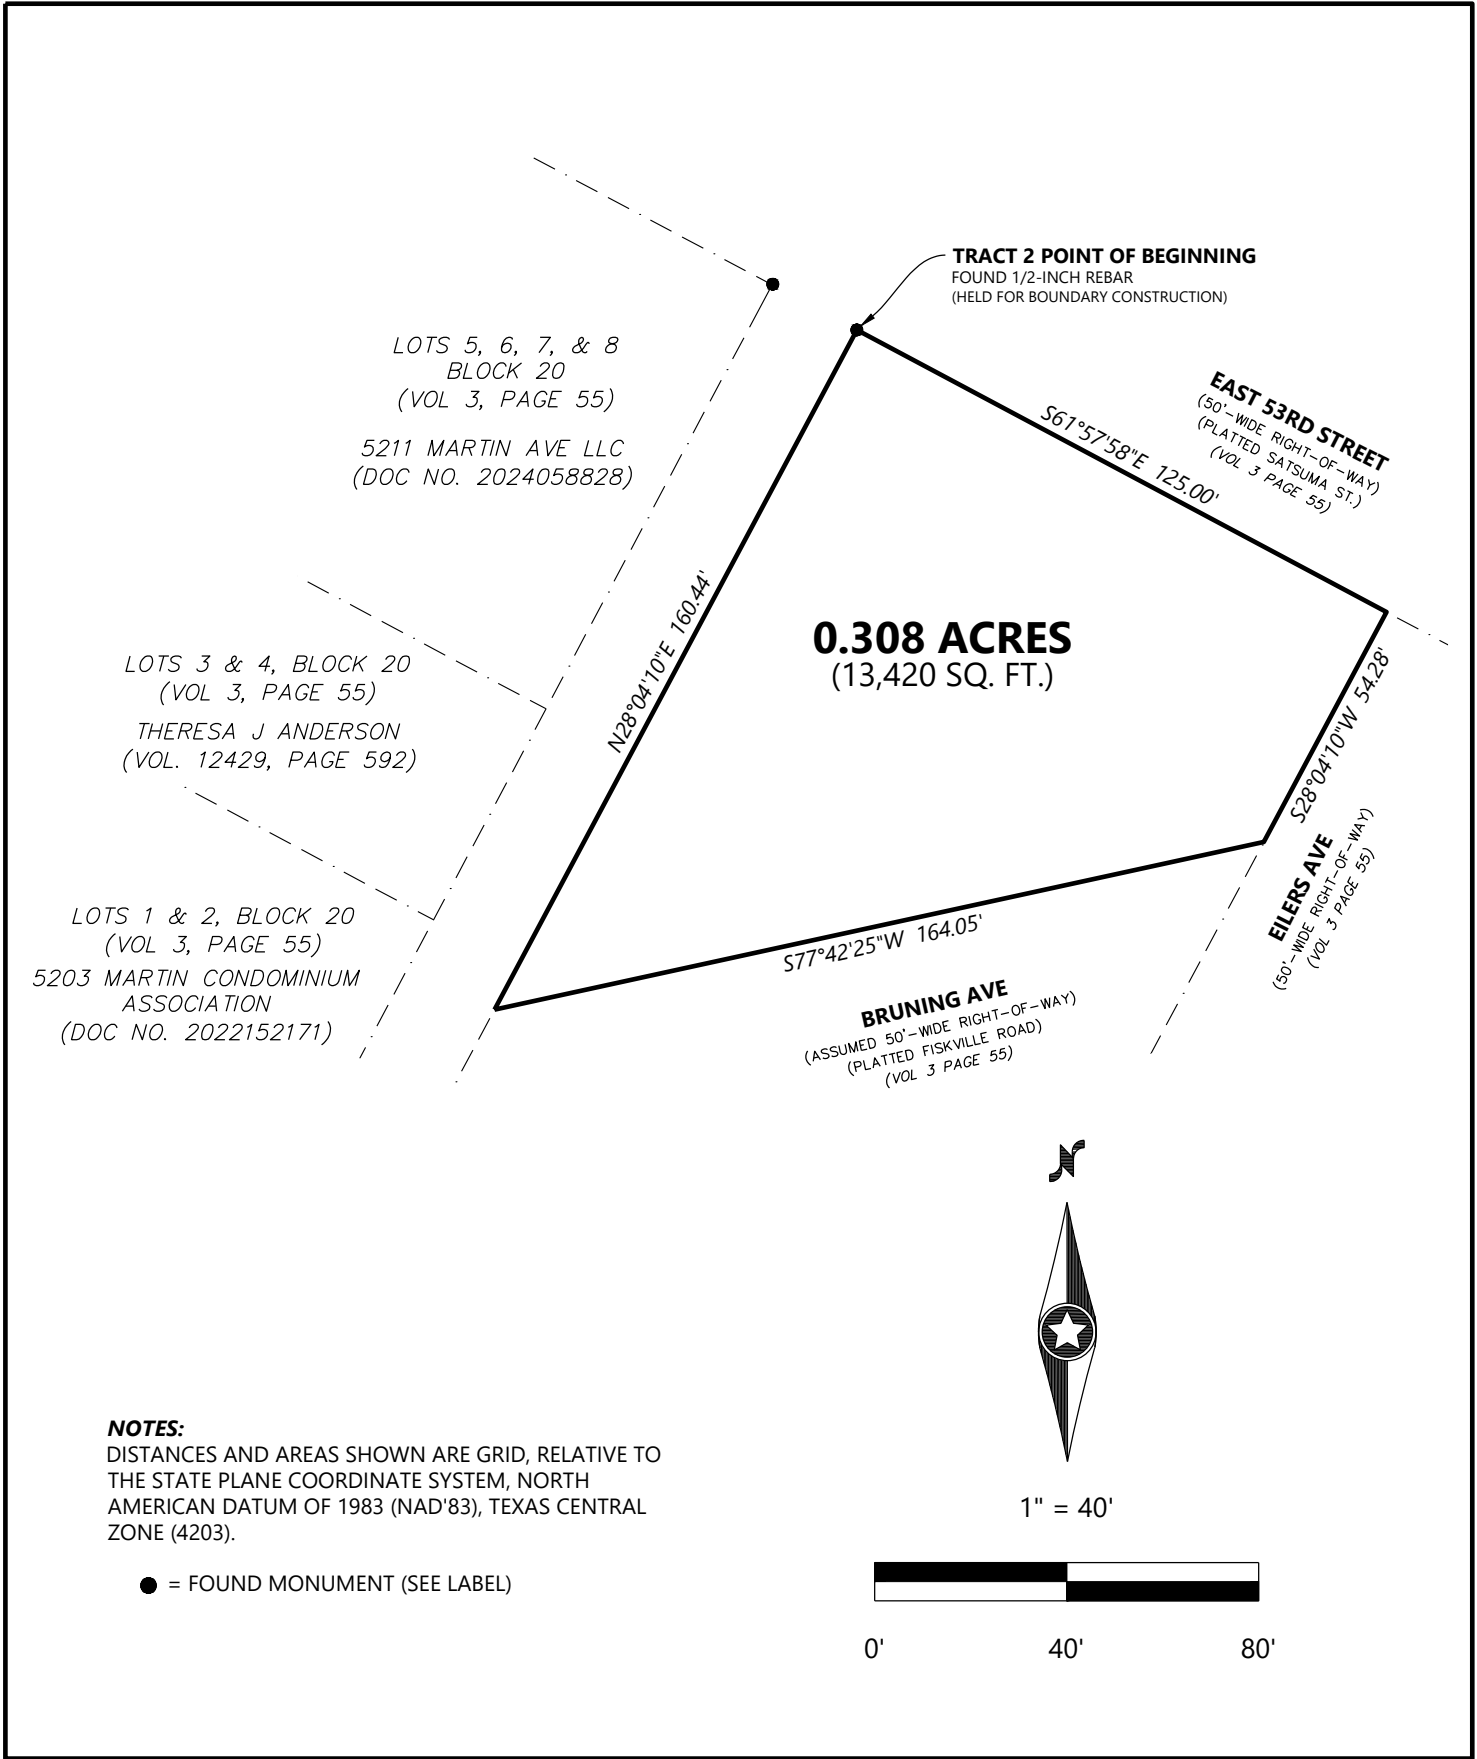 TRACT 2 POINT OF BEGINNING
FOUND 1/2-INCH REBAR
(HELD FOR BOUNDARY CONSTRUCTION)
LOTS 5, 6, 7, & 8
BLOCK 20
(VOL 3, PAGE 55)
5211 MARTIN AVE LLC
(DOC NO. 2024058828)
S61°57'58"E 125.00'
EAST 53RD STREET
(50'-WIDE RIGHT-OF-WAY)
(PLATTED SATSUMA ST.)
(VOL 3 PAGE 55)
N28°04'10"E 160.44'
0.308 ACRES
(13,420 SQ. FT.)
LOTS 3 & 4, BLOCK 20
(VOL 3, PAGE 55)
THERESA J ANDERSON
(VOL. 12429, PAGE 592)
S28°04'10"W 54.28'
EILERS AVE
(50'-WIDE RIGHT-OF-WAY)
(VOL 3 PAGE 55)
LOTS 1 & 2, BLOCK 20
(VOL 3, PAGE 55)
5203 MARTIN CONDOMINIUM
ASSOCIATION
(DOC NO. 2022152171)
S77°42'25"W 164.05'
BRUNING AVE
(ASSUMED 50'-WIDE RIGHT-OF-WAY)
(PLATTED FISKVILLE ROAD)
(VOL 3 PAGE 55)
N
NOTES:
DISTANCES AND AREAS SHOWN ARE GRID, RELATIVE TO
THE STATE PLANE COORDINATE SYSTEM, NORTH
AMERICAN DATUM OF 1983 (NAD'83), TEXAS CENTRAL
ZONE (4203).
= FOUND MONUMENT (SEE LABEL)
1" = 40'
0' 40' 80'